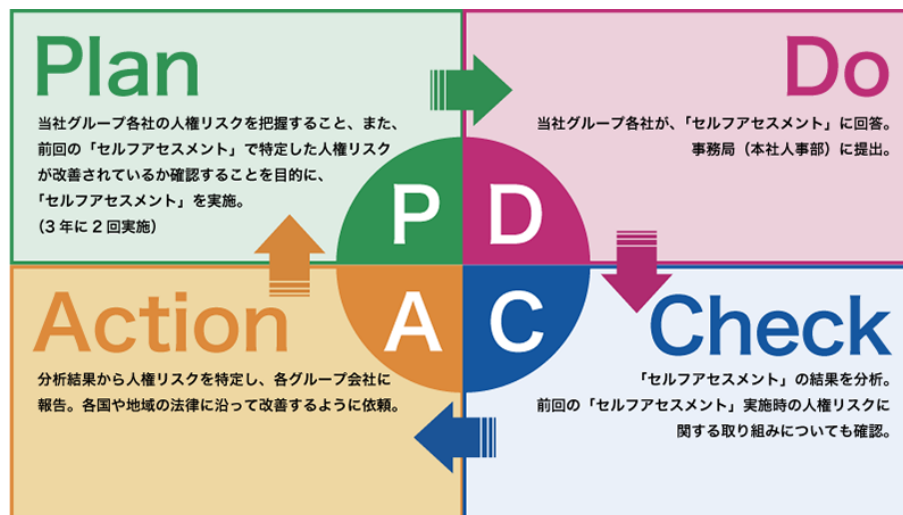 Plan
当社グループ各社の人権リスクを把握すること、また、
前回の「セルフアセスメント」で特定した人権リスク
が改善されているか確認することを目的に、
「セルフアセスメント」を実施。
(3年に2回実施)
Do
当社グループ各社が、「セルフアセスメント」に回答。
事務局（本社人事部）に提出。
P
D
A
C
Action
分析結果から人権リスクを特定し、各グループ会社に
報告。各国や地域の法律に沿って改善するように依頼。
Check
「セルフアセスメント」の結果を分析。
前回の「セルフアセスメント」実施時の人権リスクに
関する取り組みについても確認。